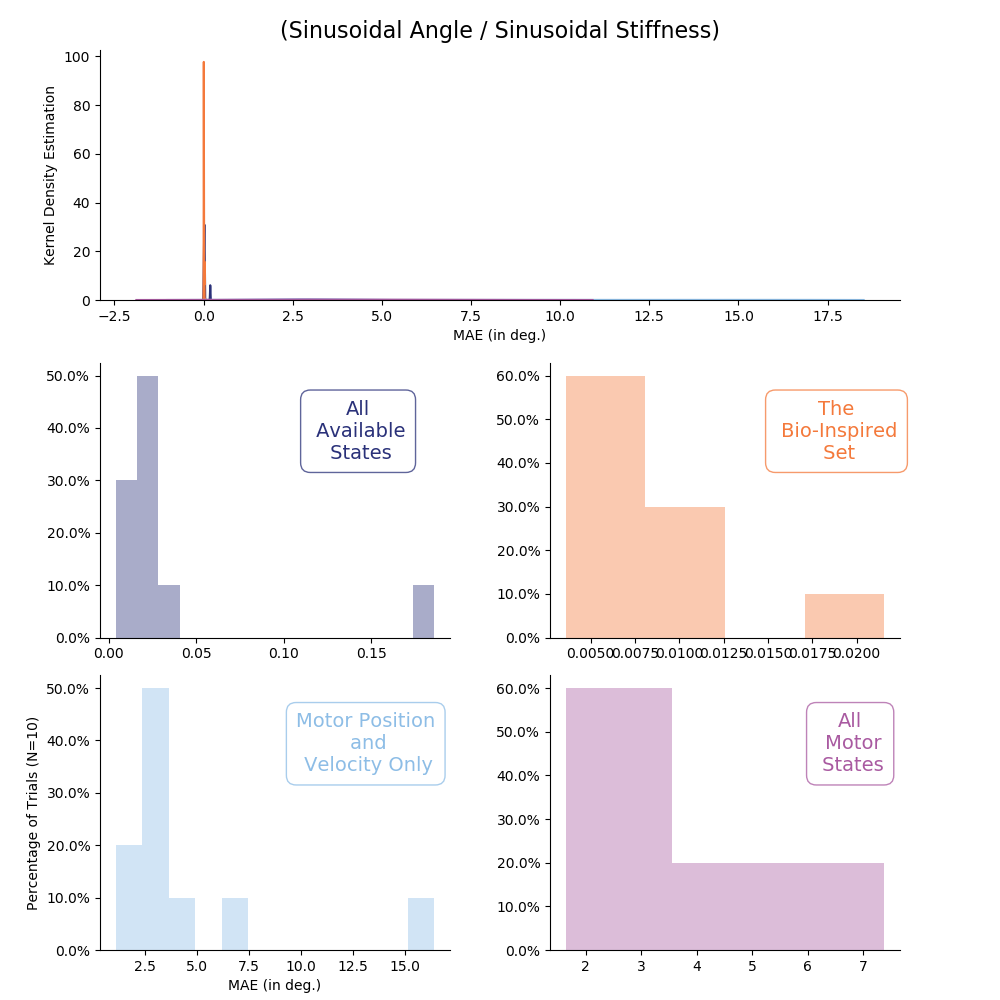 (Sinusoidal Angle / Sinusoidal Stiffness)
100
80
60
40
20
0
Kernel Density Estimation
−2.5 0.0 2.5 5.0 7.5 10.0 12.5 15.0 17.5
MAE (in deg.)
50.0%
40.0%
30.0%
20.0%
10.0%
0.0%
All
Available
States
0.00 0.05 0.10 0.15
60.0%
50.0%
40.0%
30.0%
20.0%
10.0%
0.0%
The
Bio-Inspired
Set
0.0050 0.0075 0.0100 0.0125 0.0150 0.0175 0.0200
Percentage of Trials (N=10)
50.0%
40.0%
30.0%
20.0%
10.0%
0.0%
Motor Position
and
Velocity Only
2.5 5.0 7.5 10.0 12.5 15.0
MAE (in deg.)
60.0%
50.0%
40.0%
30.0%
20.0%
10.0%
0.0%
All
Motor
States
2 3 4 5 6 7